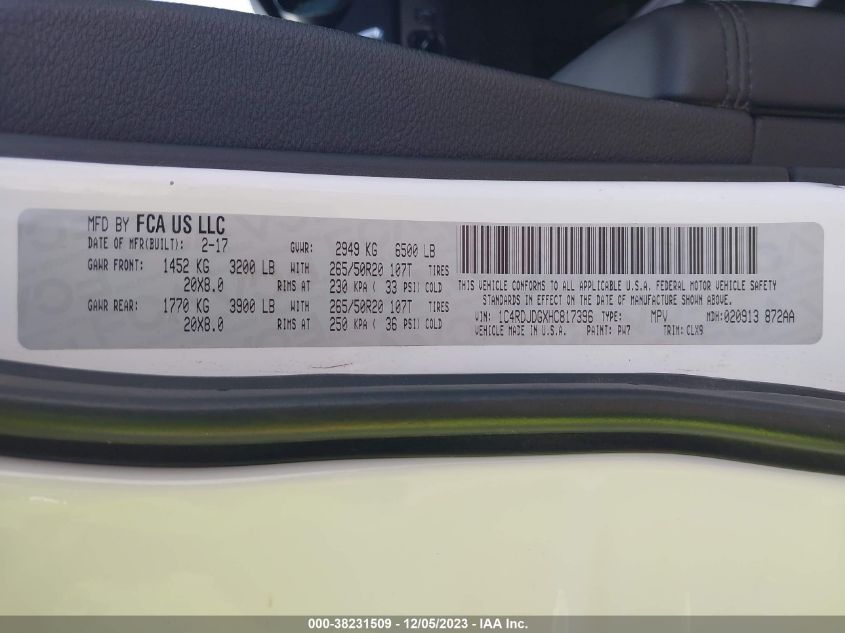 MFD BY FCA US LLC
DATE OF MFR(BUILT): 2-17 GVWR: 2949 KG 6500 LB
GAWR FRONT: 1452 KG 3200 LB WITH 265/50R20 107T TIRES
20X8.0 RIMS AT 230 KPA ( 33 PSI) COLD
GAWR REAR: 1770 KG 3900 LB WITH 265/50R20 107T TIRES
20X8.0 RIMS AT 250 KPA ( 36 PSI) COLD
THIS VEHICLE CONFORMS TO ALL APPLICABLE U.S.A. FEDERAL MOTOR VEHICLE SAFETY
STANDARDS IN EFFECT ON THE DATE OF MANUFACTURE SHOWN ABOVE.
VIN: 1C4RDJDGXHC817396 TYPE: MPV MDH:020913 872AA
VEHICLE MADE IN U.S.A. PAINT: PW7 TRIM: CLX9
000-38231509 - 12/05/2023 - IAA Inc.